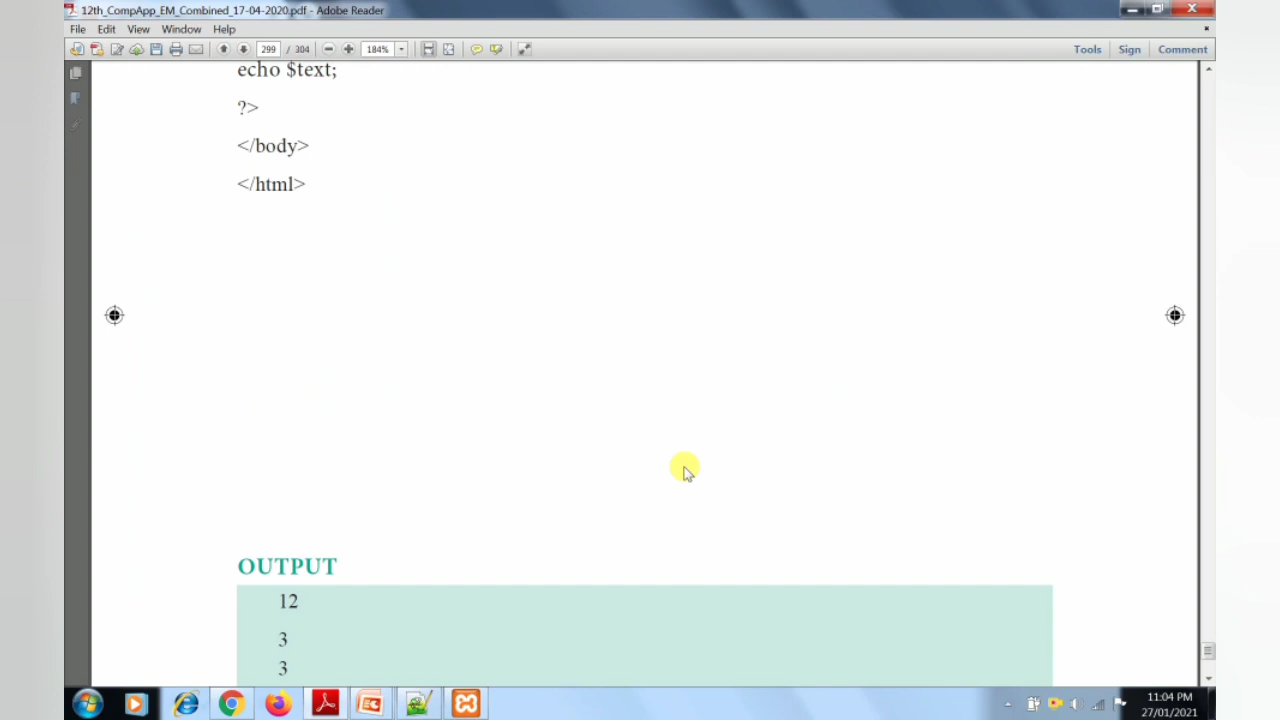 12th_CompApp_EM_Combined_17-04-2020.pdf - Adobe Reader
File Edit View Window Help
299 / 304 184% Tools Sign Comment
echo $text;
?>
</body>
</html>
OUTPUT
12
3
3
11:04 PM
27/01/2021